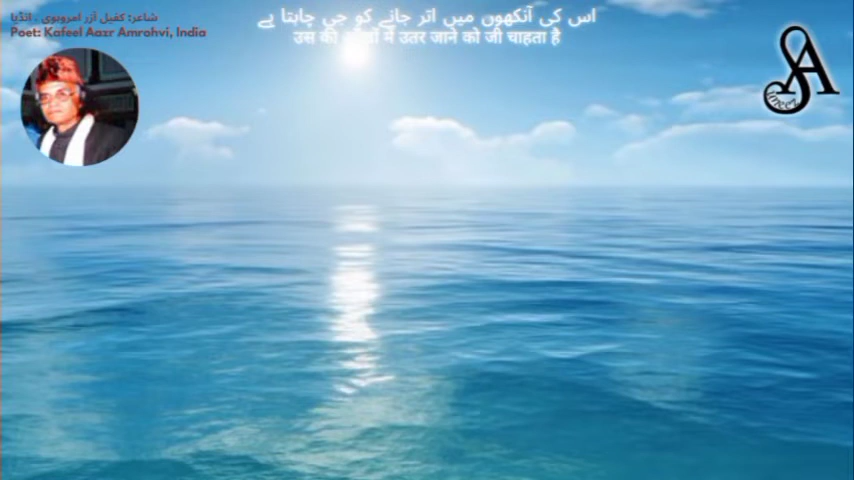 شاعر: کفیل آزر امروہوی ۔ انڈیا
Poet: Kafeel Aazr Amrohvi, India
اس کی آنکھوں میں اتر جانے کو جی چاہتا ہے
उस की आँखों में उतर जाने को जी चाहता है
SA